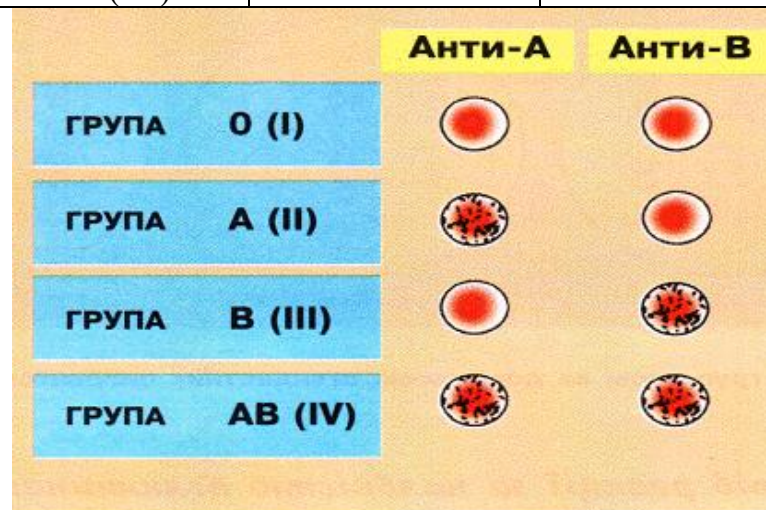 Анти-А Анти-В
ГРУПА 0 (I)
ГРУПА А (II)
ГРУПА В (III)
ГРУПА АВ (IV)